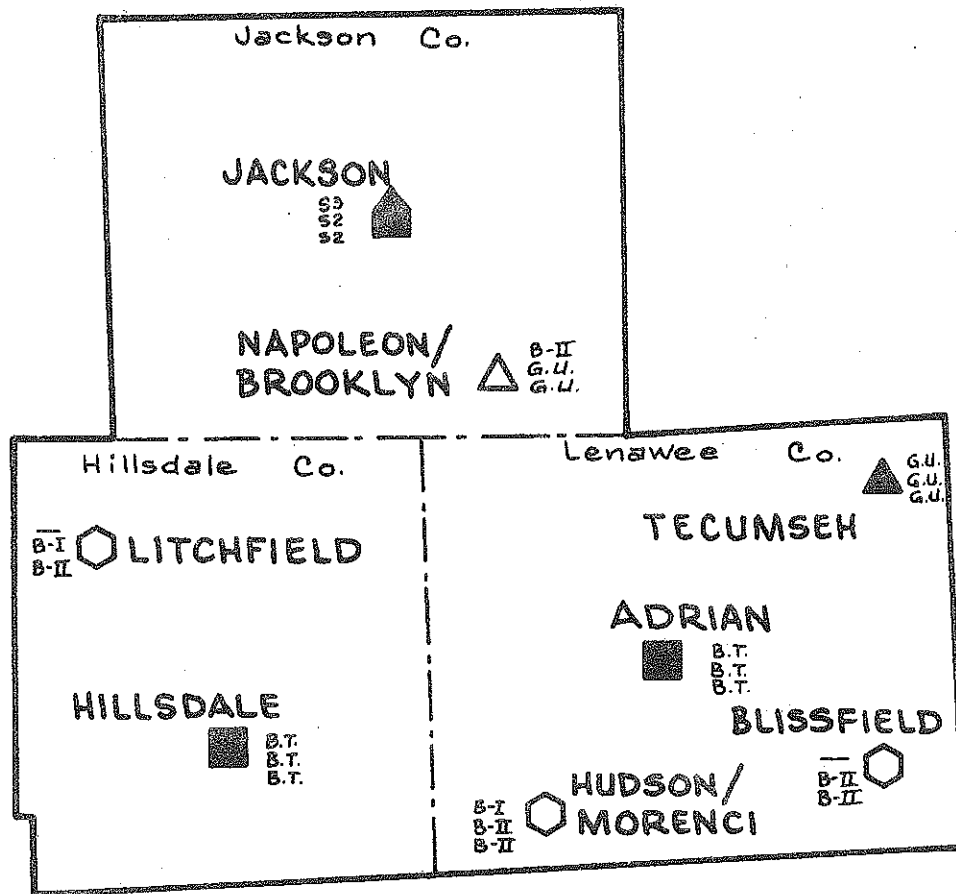 Jackson Co.
JACKSON
S3
S2
S2
NAPOLEON/
BROOKLYN
B-II
G.U.
G.U.
Hillsdale Co.
Lenawee Co.
G.U.
G.U.
G.U.
TECUMSEH
—
B-I
B-II
LITCHFIELD
ADRIAN
B.T.
B.T.
B.T.
HILLSDALE
B.T.
B.T.
B.T.
BLISSFIELD
—
B-II
B-II
HUDSON/
MORENCI
B-I
B-II
B-II